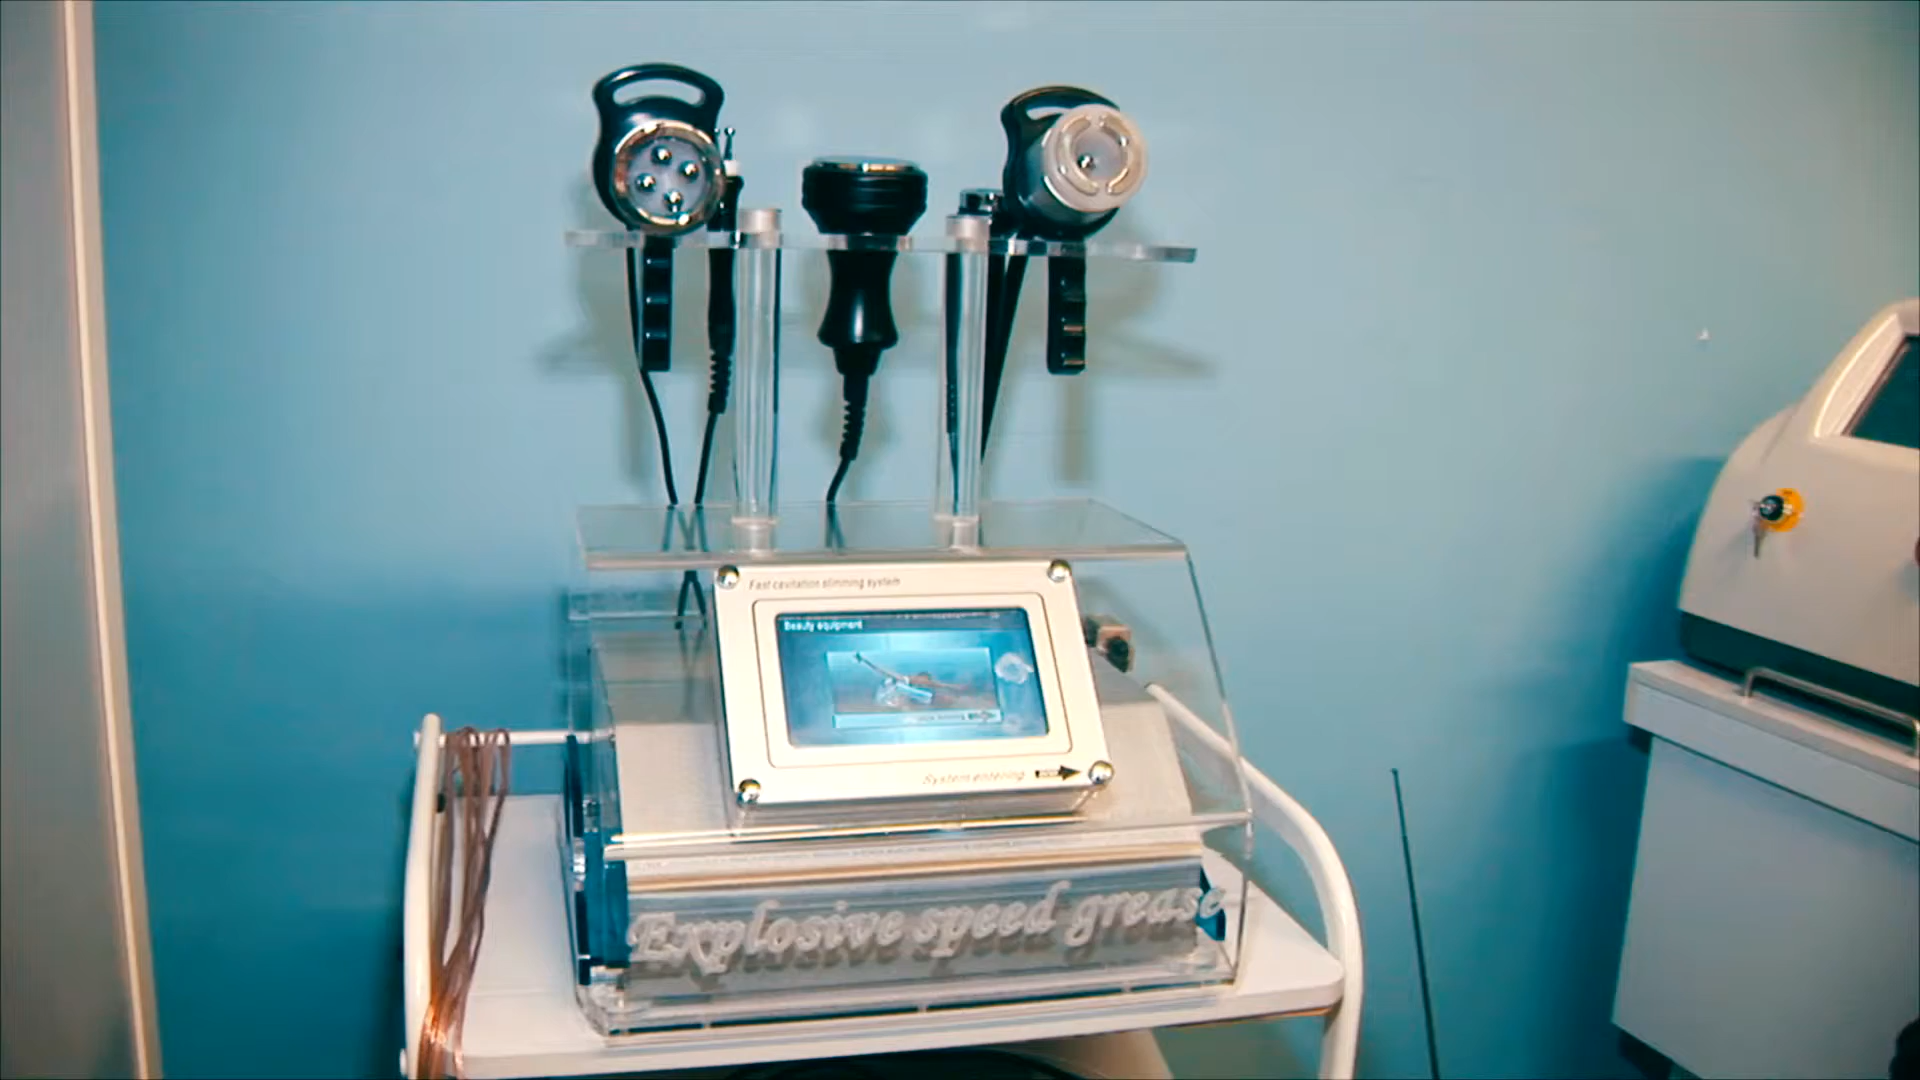 Fast cavitation slimming system
Beauty equipment
System entering
Explosive speed grease